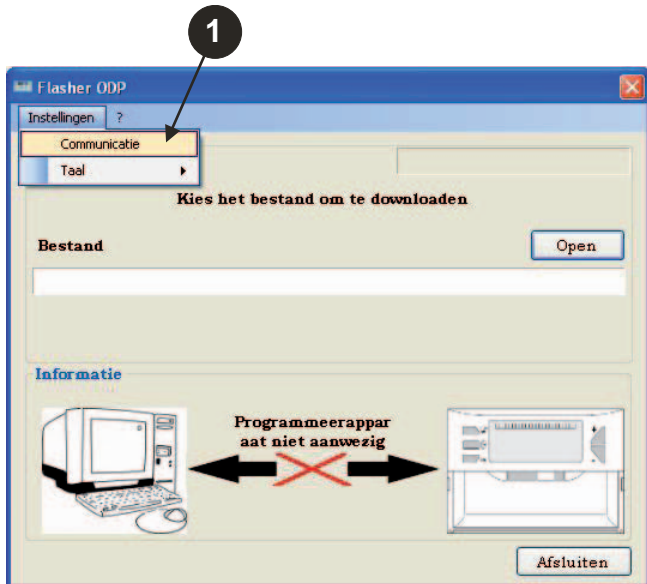 1
Flasher ODP
Instellingen ?
Communicatie
Taal
Kies het bestand om te downloaden
Bestand
Open
Informatie
Programmeerappar
aat niet aanwezig
Afsluiten